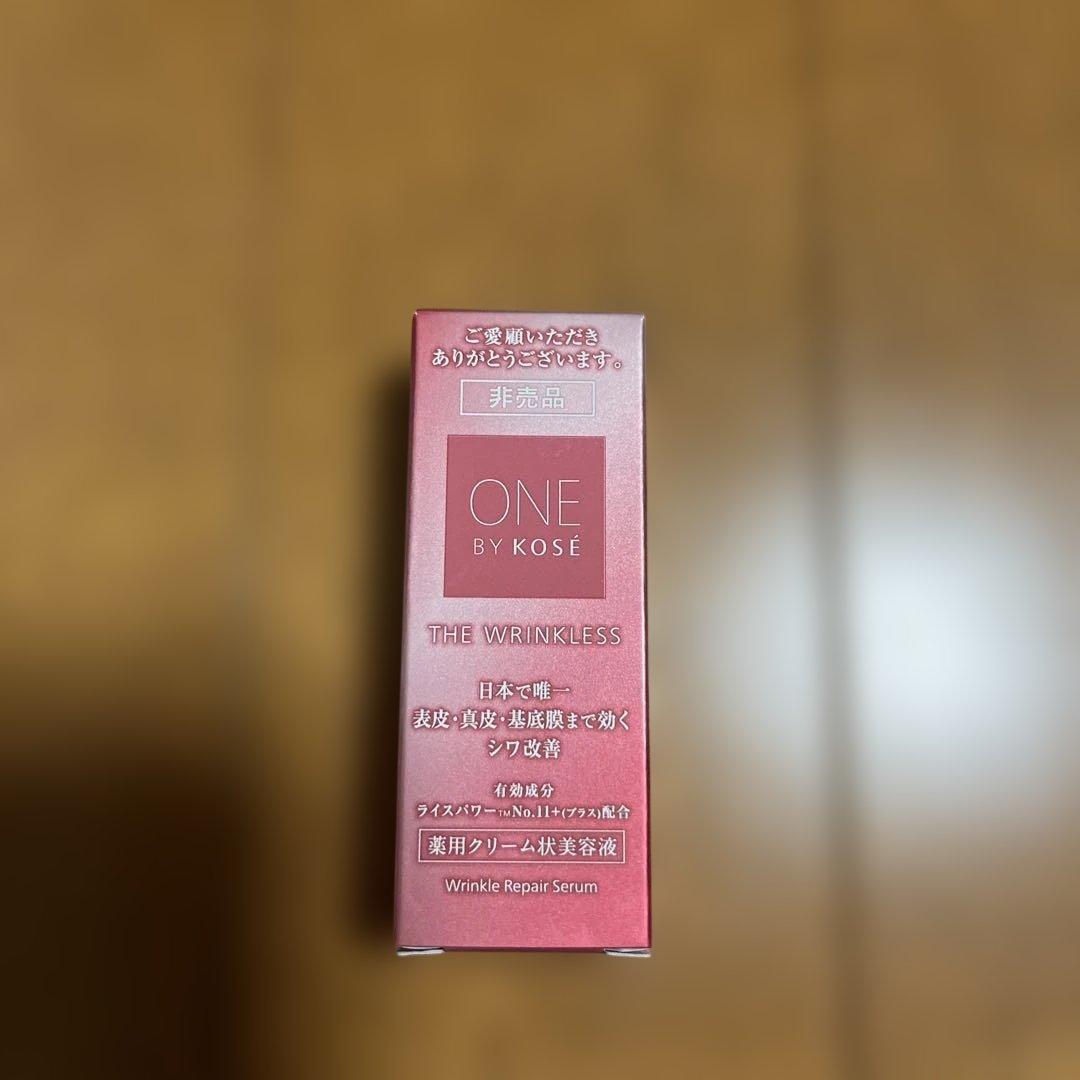 ご愛顧いただき
ありがとうございます。
非売品
ONE
BY KOSÉ
THE WRINKLESS
日本で唯一
表皮・真皮・基底膜まで効く
シワ改善
有効成分
ライスパワー™No.11+(プラス)配合
薬用クリーム状美容液
Wrinkle Repair Serum